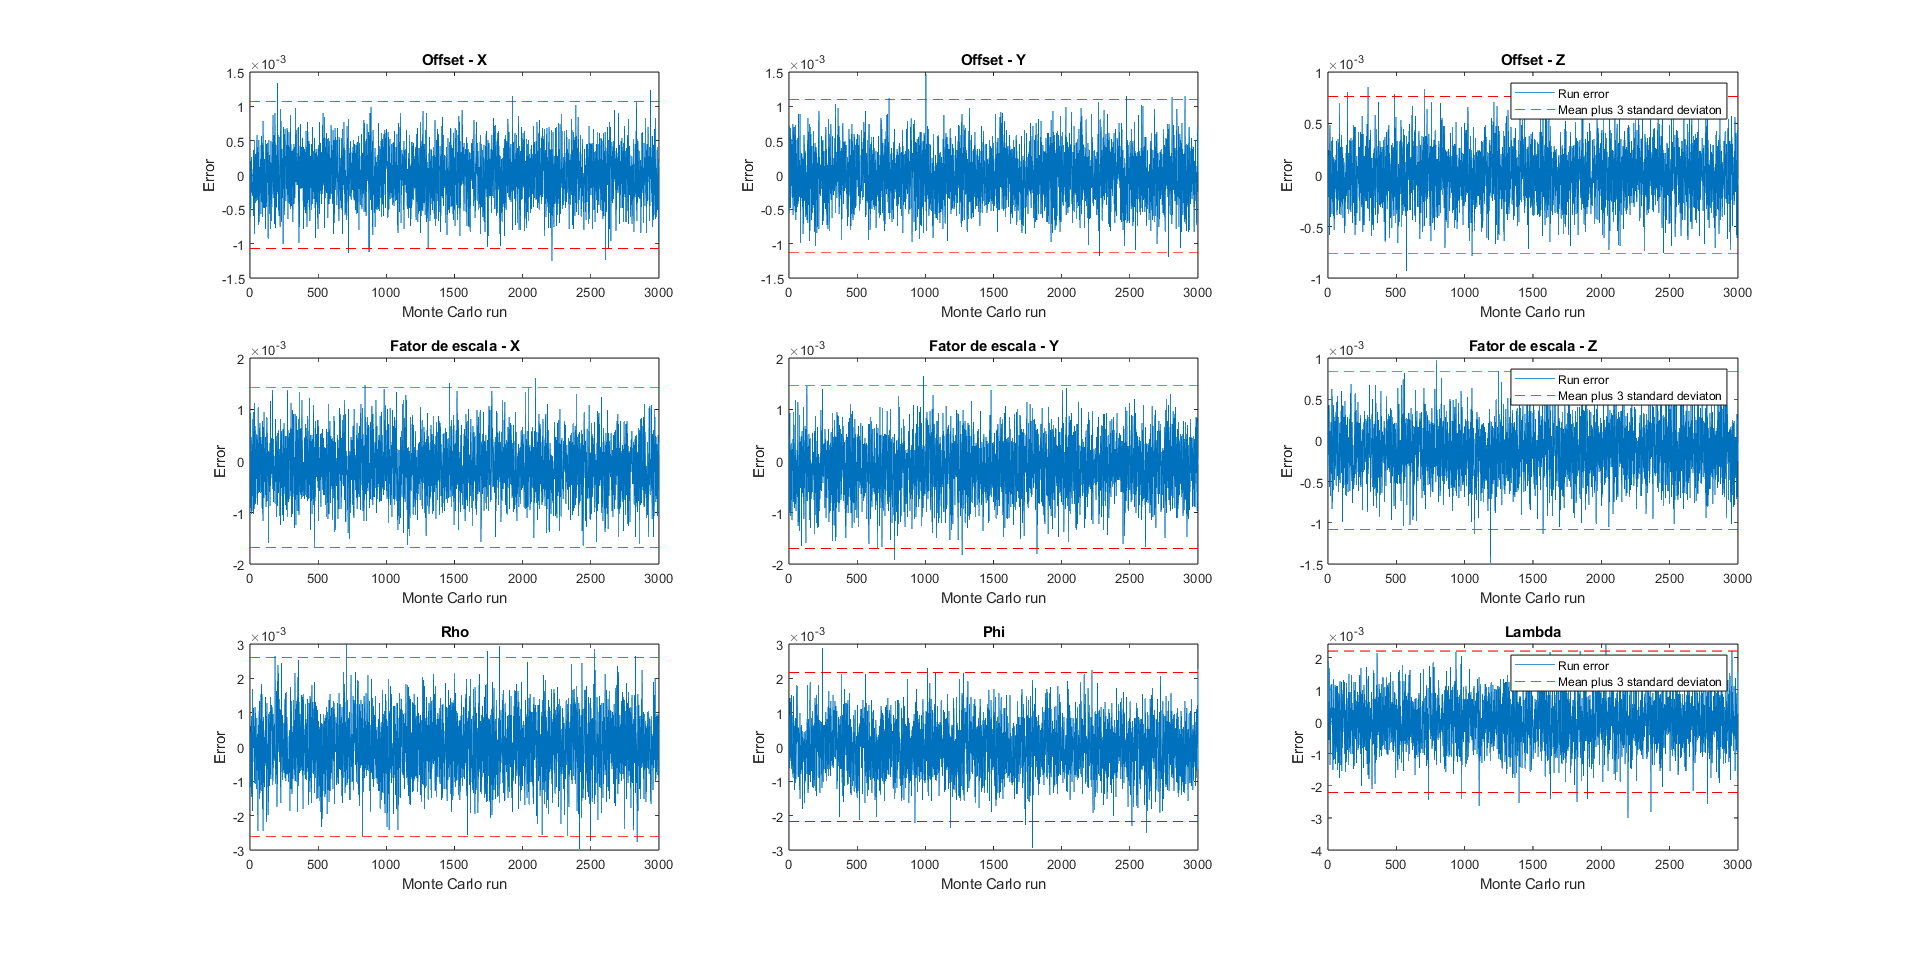 Offset - X
×10-3
1.5
1
0.5
0
-0.5
-1
-1.5
Error
0 500 1000 1500 2000 2500 3000
Monte Carlo run
Offset - Y
×10-3
1.5
1
0.5
0
-0.5
-1
-1.5
Error
0 500 1000 1500 2000 2500 3000
Monte Carlo run
Offset - Z
×10-3
1
0.5
0
-0.5
-1
Error
Run error
Mean plus 3 standard deviaton
0 500 1000 1500 2000 2500 3000
Monte Carlo run
Fator de escala - X
×10-3
2
1
0
-1
-2
Error
0 500 1000 1500 2000 2500 3000
Monte Carlo run
Fator de escala - Y
×10-3
2
1
0
-1
-2
Error
0 500 1000 1500 2000 2500 3000
Monte Carlo run
Fator de escala - Z
×10-3
1
0.5
0
-0.5
-1
-1.5
Error
Run error
Mean plus 3 standard deviaton
0 500 1000 1500 2000 2500 3000
Monte Carlo run
Rho
×10-3
3
2
1
0
-1
-2
-3
Error
0 500 1000 1500 2000 2500 3000
Monte Carlo run
Phi
×10-3
3
2
1
0
-1
-2
-3
Error
0 500 1000 1500 2000 2500 3000
Monte Carlo run
Lambda
×10-3
2
1
0
-1
-2
-3
-4
Error
Run error
Mean plus 3 standard deviaton
0 500 1000 1500 2000 2500 3000
Monte Carlo run